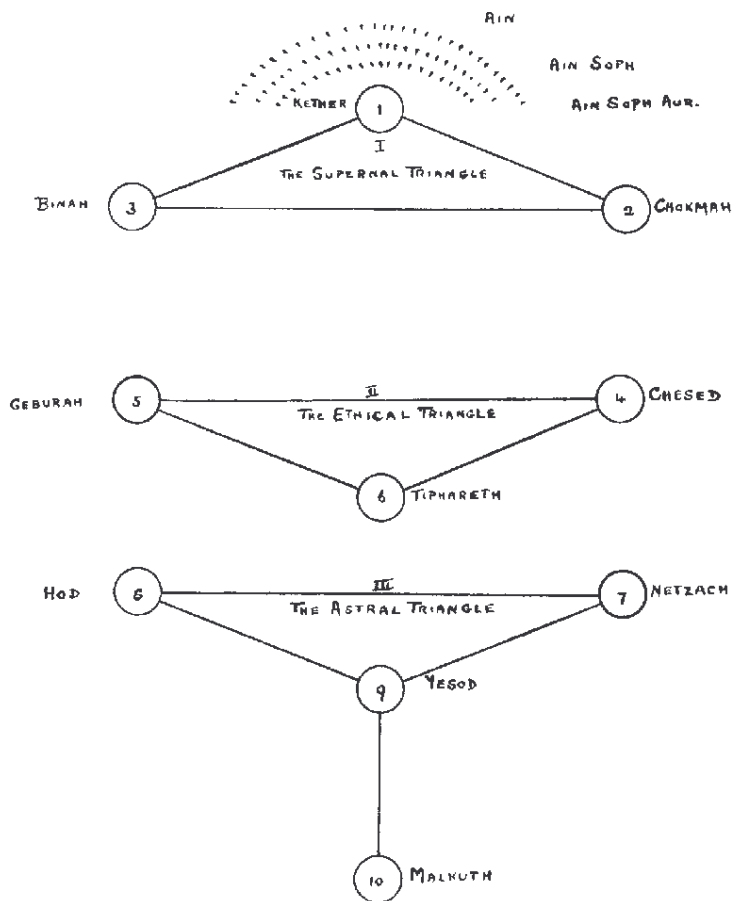 AIN
AIN SOPH
KETHER 1 AIN SOPH AUR.
I
THE SUPERNAL TRIANGLE
BINAH 3 2 CHOKMAH
GEBURAH 5 II 4 CHESED
THE ETHICAL TRIANGLE
6 TIPHARETH
HOD 8 III 7 NETZACH
THE ASTRAL TRIANGLE
9 YESOD
10 MALKUTH